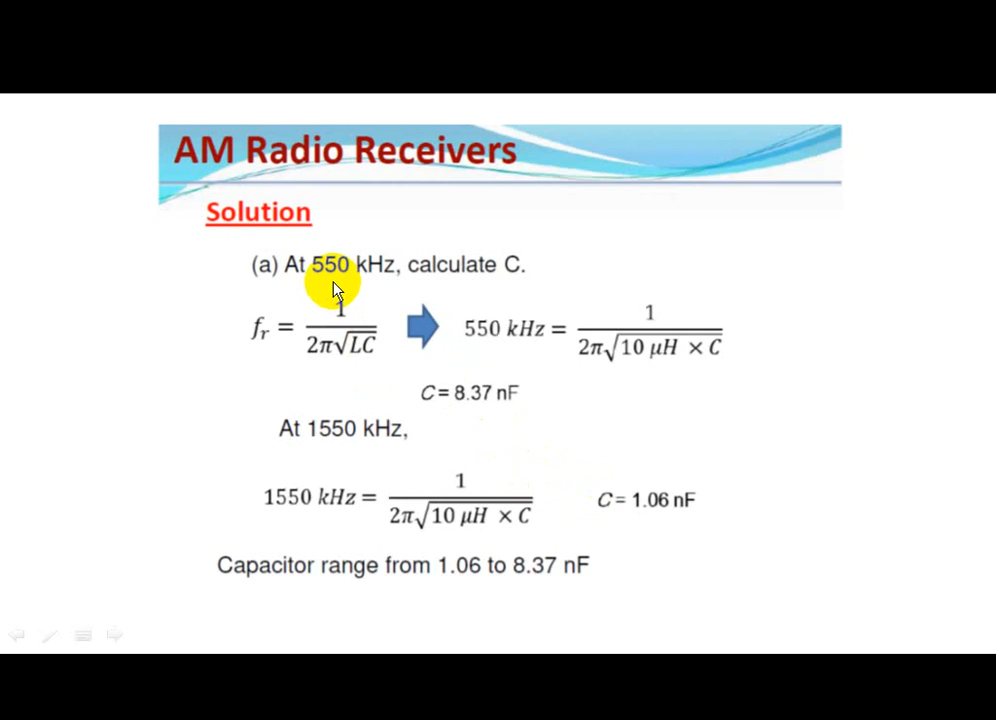 AM Radio Receivers
Solution
(a) At 550 kHz, calculate C.
fᵣ = 1 / 2π√LC
550 kHz = 1 / 2π√10 μH × C
C = 8.37 nF
At 1550 kHz,
1550 kHz = 1 / 2π√10 μH × C
C = 1.06 nF
Capacitor range from 1.06 to 8.37 nF